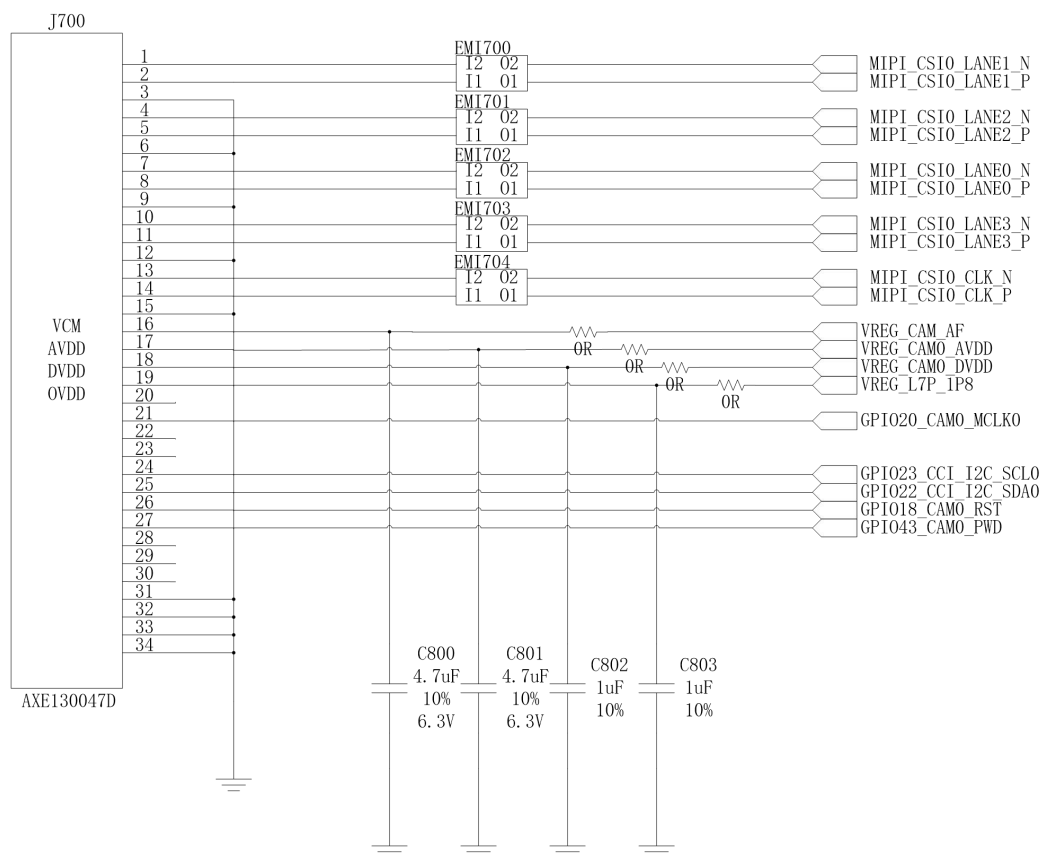 J700
1
EMI700
I2 O2
MIPI_CSI0_LANE1_N
2
I1 O1
MIPI_CSI0_LANE1_P
3
EMI701
4
I2 O2
MIPI_CSI0_LANE2_N
5
I1 O1
MIPI_CSI0_LANE2_P
6
EMI702
7
I2 O2
MIPI_CSI0_LANE0_N
8
I1 O1
MIPI_CSI0_LANE0_P
9
EMI703
10
I2 O2
MIPI_CSI0_LANE3_N
11
I1 O1
MIPI_CSI0_LANE3_P
12
EMI704
13
I2 O2
MIPI_CSI0_CLK_N
14
I1 O1
MIPI_CSI0_CLK_P
15
VCM
16
0R
VREG_CAM_AF
AVDD
17
0R
VREG_CAM0_AVDD
DVDD
18
0R
VREG_CAM0_DVDD
OVDD
19
0R
VREG_L7P_1P8
20
21
GPIO20_CAM0_MCLK0
22
23
24
GPIO23_CCI_I2C_SCL0
25
GPIO22_CCI_I2C_SDA0
26
GPIO18_CAM0_RST
27
GPIO43_CAM0_PWD
28
29
30
31
32
33
34
AXE130047D
C800
4.7uF
10%
6.3V
C801
4.7uF
10%
6.3V
C802
1uF
10%
C803
1uF
10%